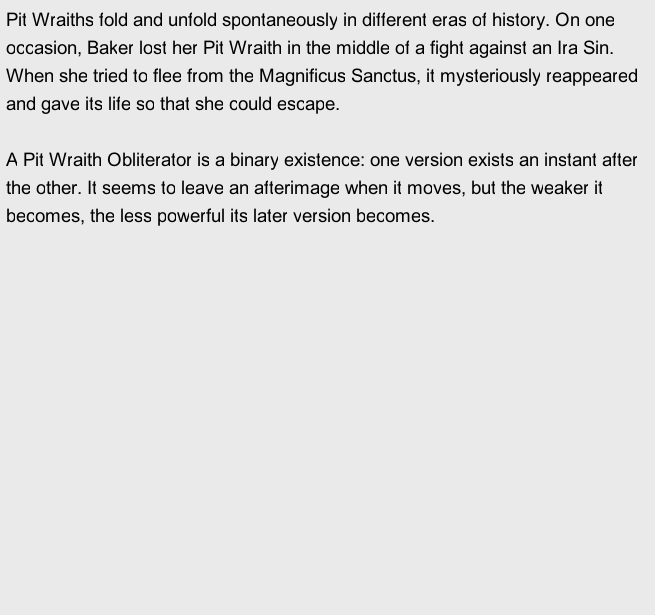 Pit Wraiths fold and unfold spontaneously in different eras of history. On one
occasion, Baker lost her Pit Wraith in the middle of a fight against an Ira Sin.
When she tried to flee from the Magnificus Sanctus, it mysteriously reappeared
and gave its life so that she could escape.
A Pit Wraith Obliterator is a binary existence: one version exists an instant after
the other. It seems to leave an afterimage when it moves, but the weaker it
becomes, the less powerful its later version becomes.